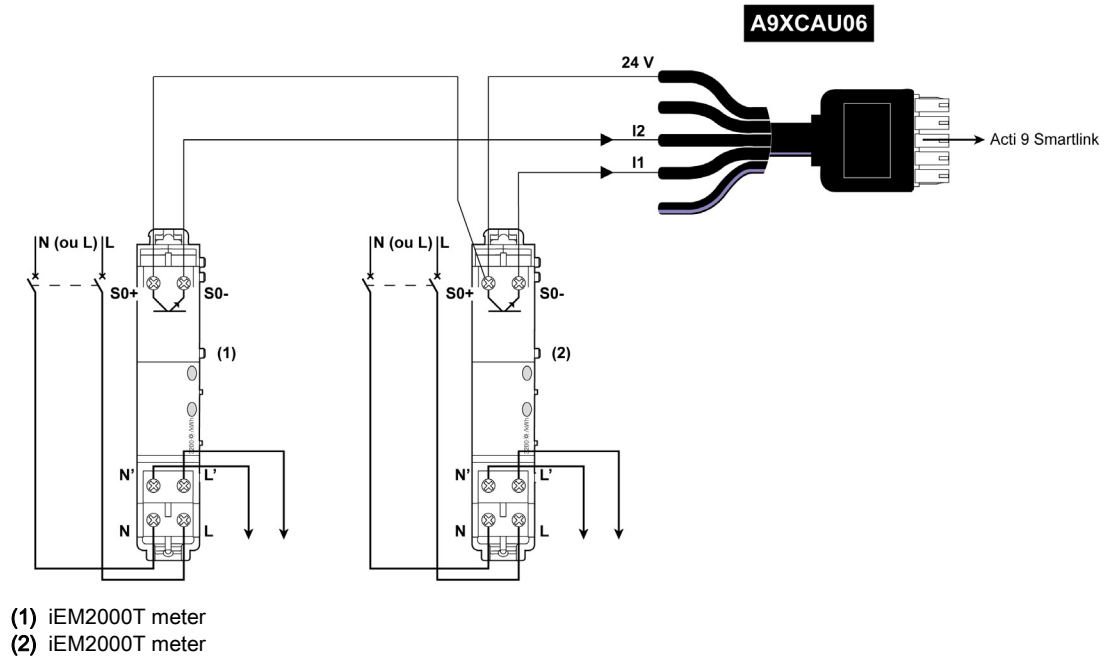 A9XCAU06
24 V
I2
Acti 9 Smartlink
I1
N (ou L) L
N (ou L) L
S0+ S0-
S0+ S0-
(1)
(2)
N' L'
N' L'
N L
N L
(1) iEM2000T meter
(2) iEM2000T meter